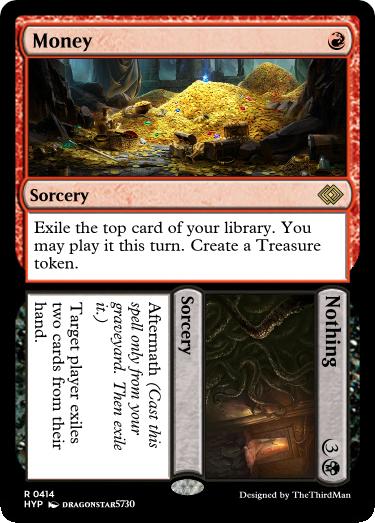 Money
Sorcery
Exile the top card of your library. You
may play it this turn. Create a Treasure
token.
Nothing
3
Sorcery
Aftermath (Cast this
spell only from your
graveyard. Then exile
it.)
Target player exiles
two cards from their
hand.
R 0414
HYP DRAGONSTAR5730
Designed by TheThirdMan